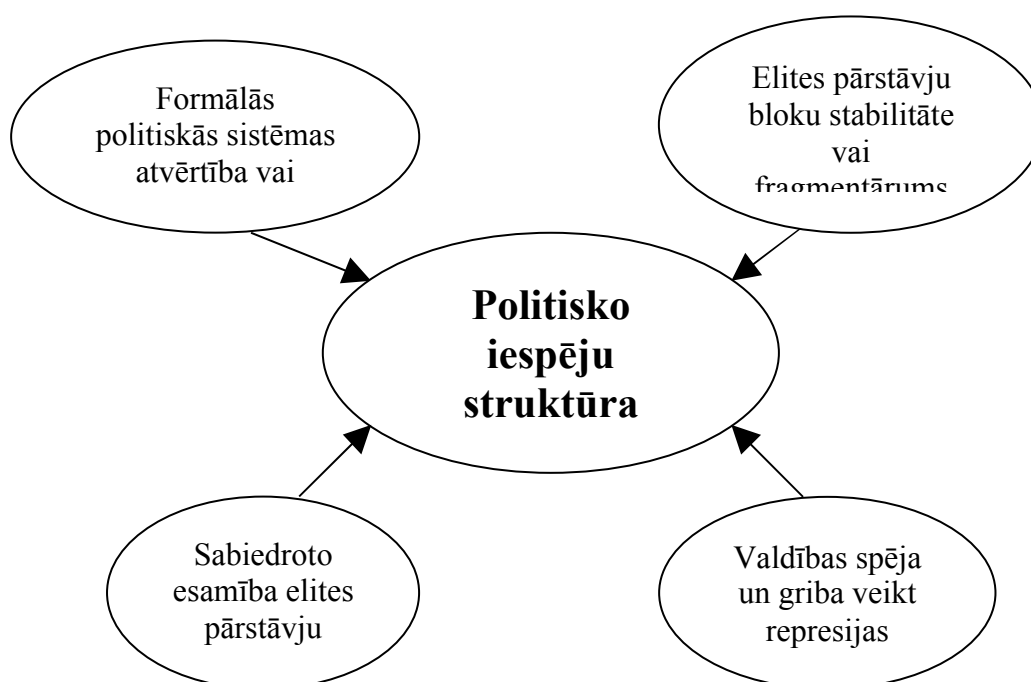 Formālās
politiskās sistēmas
atvērtība vai
Elites pārstāvju
bloku stabilitāte
vai
fragmentārums
Politisko
iespēju
struktūra
Sabiedroto
esamība elites
pārstāvju
Valdības spēja
un griba veikt
represijas